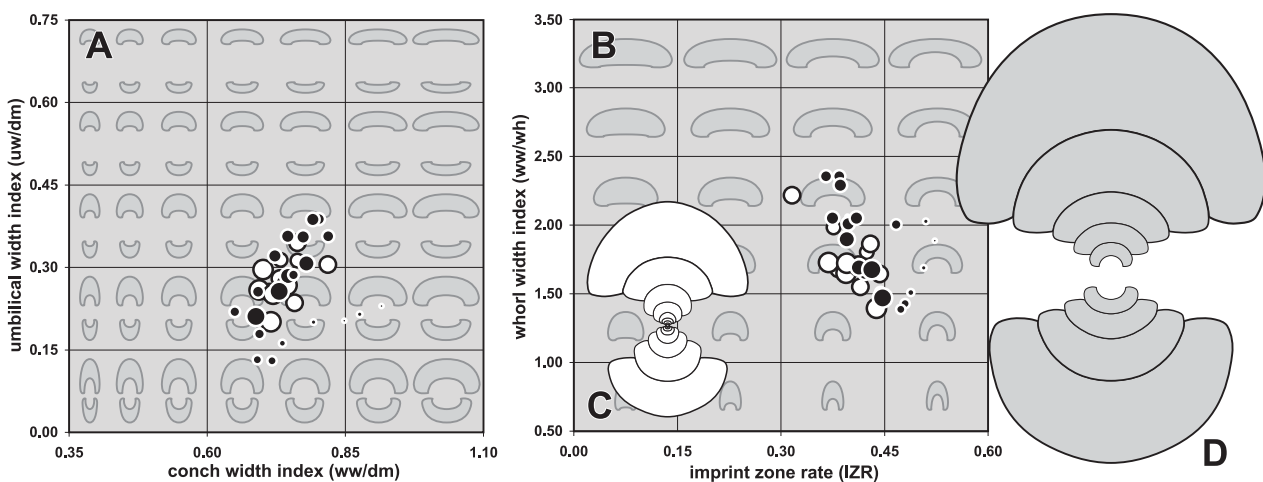 A
umbilical width index (uw/dm)
0.75
0.60
0.45
0.30
0.15
0.00
0.35
0.60
0.85
1.10
conch width index (ww/dm)
B
whorl width index (ww/wh)
3.50
3.00
2.50
2.00
1.50
1.00
0.50
0.00
0.15
0.30
0.45
0.60
imprint zone rate (IZR)
C
D